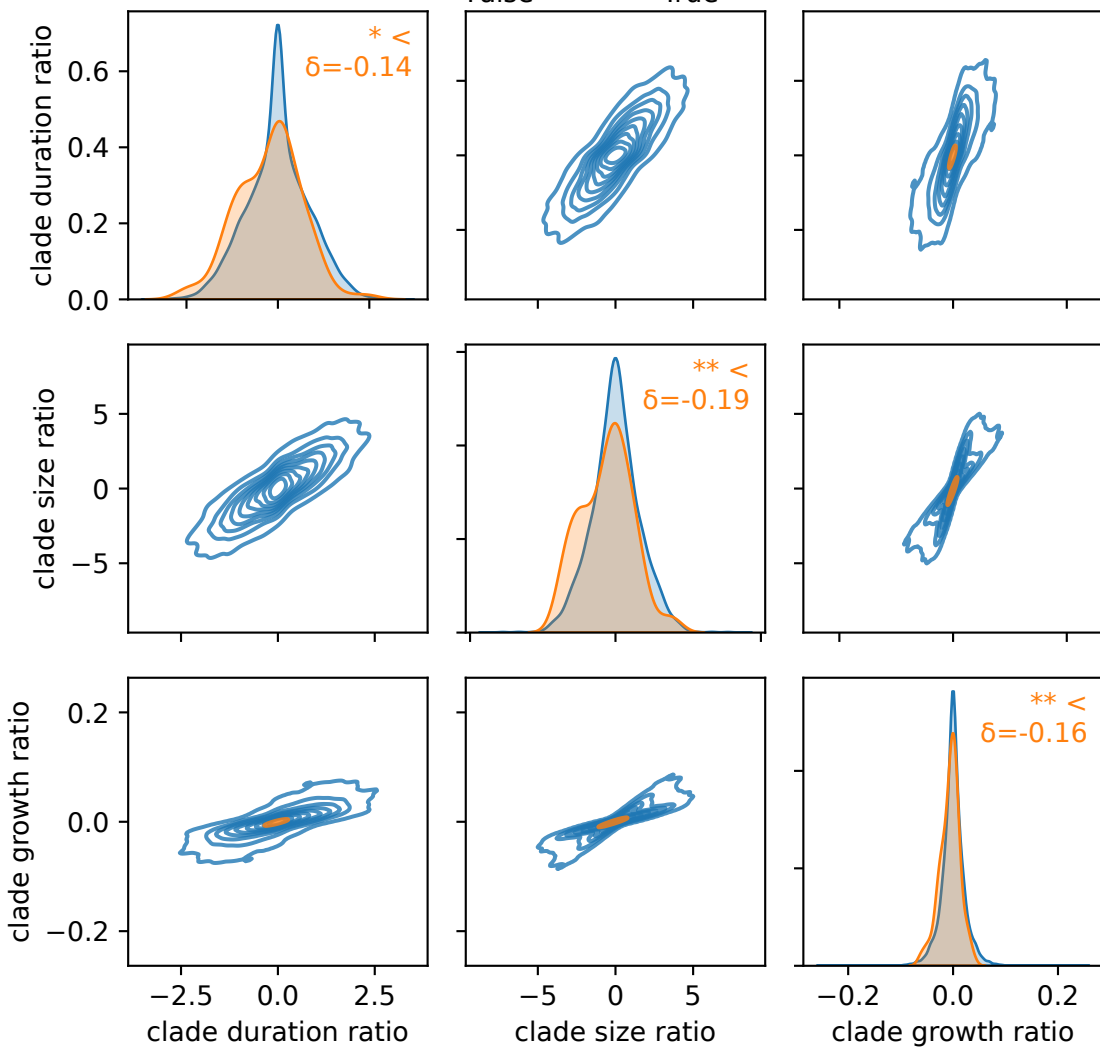 clade duration ratio
0.6
0.4
0.2
0.0
* <
δ=-0.14
clade size ratio
5
0
−5
** <
δ=-0.19
clade growth ratio
0.2
0.0
−0.2
** <
δ=-0.16
−2.5 0.0 2.5
clade duration ratio
−5 0 5
clade size ratio
−0.2 0.0 0.2
clade growth ratio